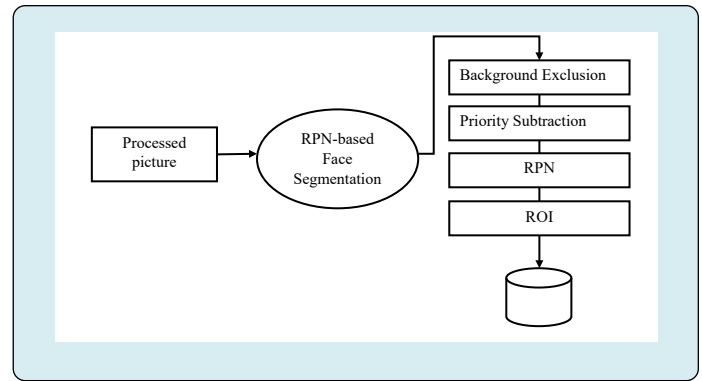 Processed
picture
RPN-based
Face
Segmentation
Background Exclusion
Priority Subtraction
RPN
ROI